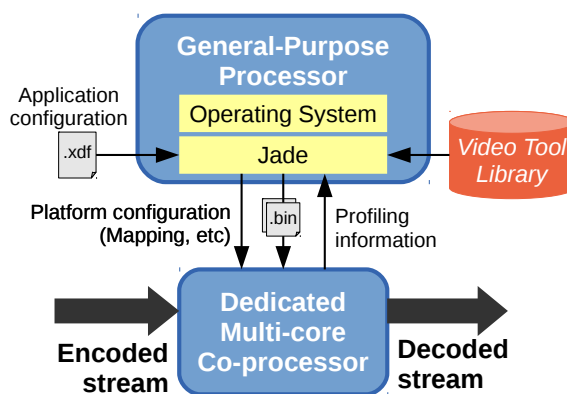 General-Purpose
Processor
Operating System
Jade
Application
configuration
.xdf
Video Tool
Library
Platform configuration
(Mapping, etc)
.bin
Profiling
information
Dedicated
Multi-core
Co-processor
Encoded
stream
Decoded
stream